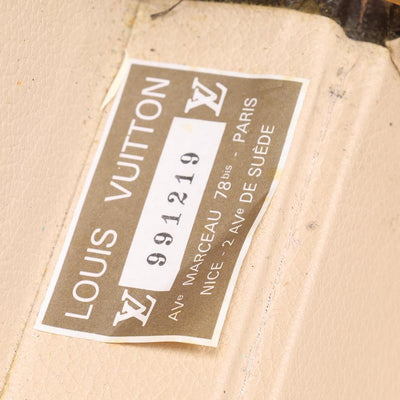 LOUIS VUITTON
LV 991219 LV
AVe MARCEAU 78bis - PARIS
NICE - 2 AVe DE SUÈDE